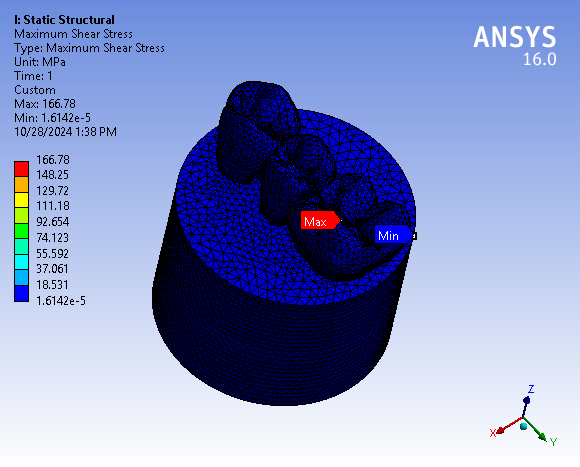 I: Static Structural
Maximum Shear Stress
Type: Maximum Shear Stress
Unit: MPa
Time: 1
Custom
Max: 166.78
Min: 1.6142e-5
10/28/2024 1:38 PM
ANSYS
16.0
166.78
148.25
129.72
111.18
92.654
74.123
55.592
37.061
18.531
1.6142e-5
Max
Min
Z
X
Y